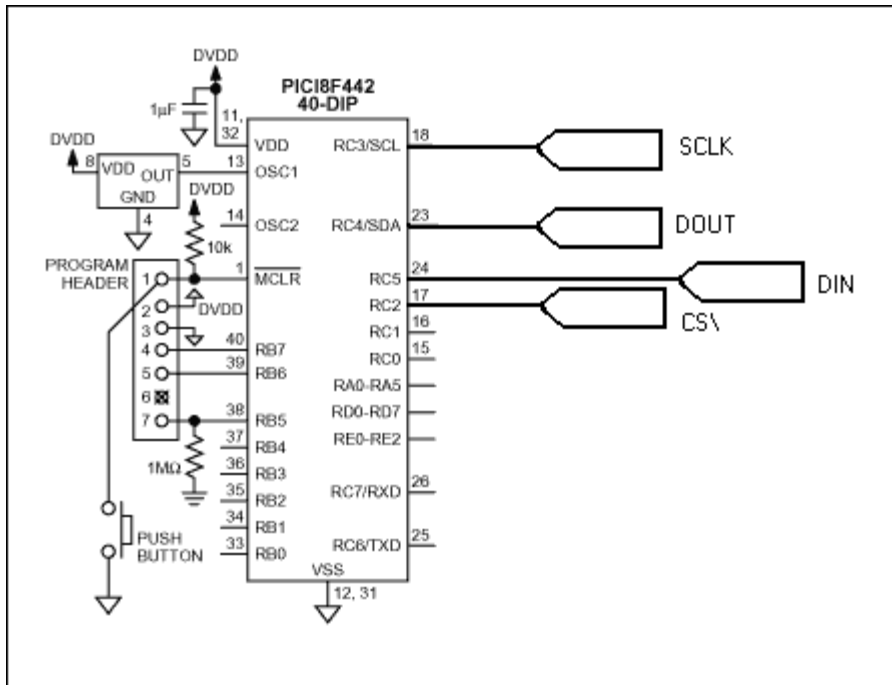 DVDD
PIC18F442
40-DIP
1µF
11,
32
VDD
RC3/SCL
18
SCLK
DVDD
8
VDD
OUT
5
13
OSC1
GND
4
DVDD
14
OSC2
10k
RC4/SDA
23
DOUT
PROGRAM
HEADER
1
1
MCLR
RC5
24
DIN
2
DVDD
RC2
17
CS\
3
RC1
16
4
40
RB7
RC0
15
5
39
RB6
RA0-RA5
6
RD0-RD7
7
38
RB5
RE0-RE2
37
RB4
1MΩ
36
RB3
RC7/RXD
26
35
RB2
34
RB1
PUSH
BUTTON
33
RB0
RC6/TXD
25
VSS
12, 31